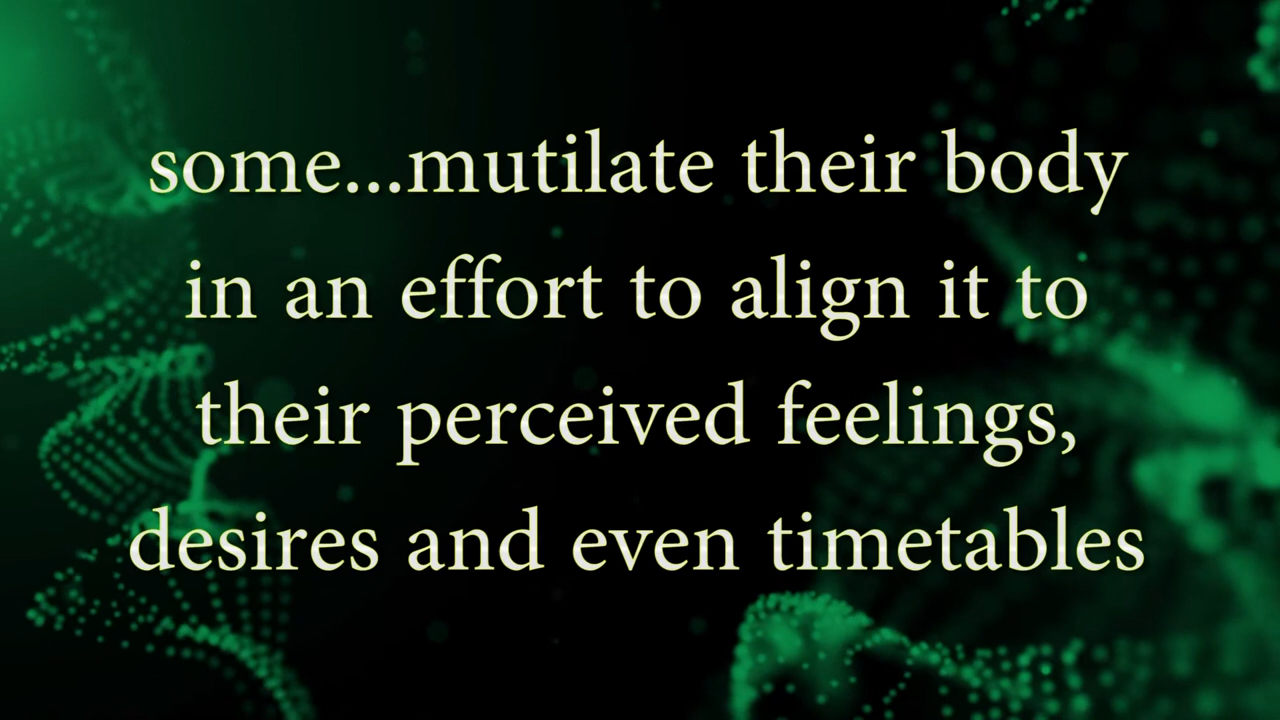 some...mutilate their body
in an effort to align it to
their perceived feelings,
desires and even timetables